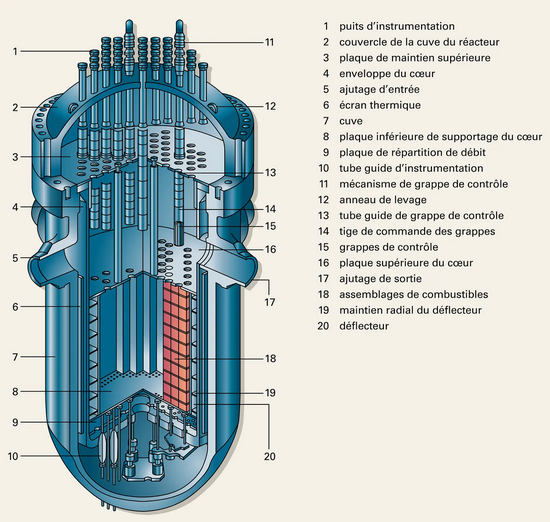 1 puits d'instrumentation
2 couvercle de la cuve du réacteur
3 plaque de maintien supérieure
4 enveloppe du cœur
5 ajutage d'entrée
6 écran thermique
7 cuve
8 plaque inférieure de supportage du cœur
9 plaque de répartition de débit
10 tube guide d'instrumentation
11 mécanisme de grappe de contrôle
12 anneau de levage
13 tube guide de grappe de contrôle
14 tige de commande des grappes
15 grappes de contrôle
16 plaque supérieure du cœur
17 ajutage de sortie
18 assemblages de combustibles
19 maintien radial du déflecteur
20 déflecteur
1
2
3
4
5
6
7
8
9
10
11
12
13
14
15
16
17
18
19
20